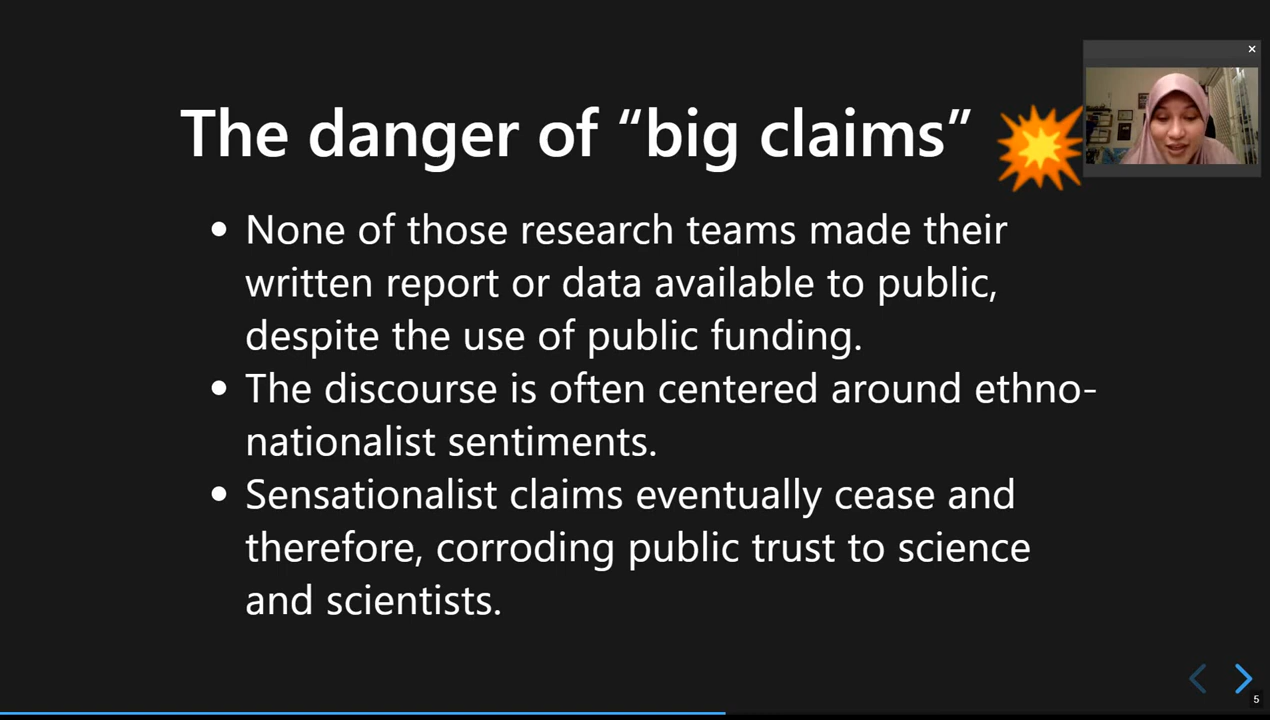 The danger of “big claims”
None of those research teams made their
written report or data available to public,
despite the use of public funding.
The discourse is often centered around ethno-
nationalist sentiments.
Sensationalist claims eventually cease and
therefore, corroding public trust to science
and scientists.
5